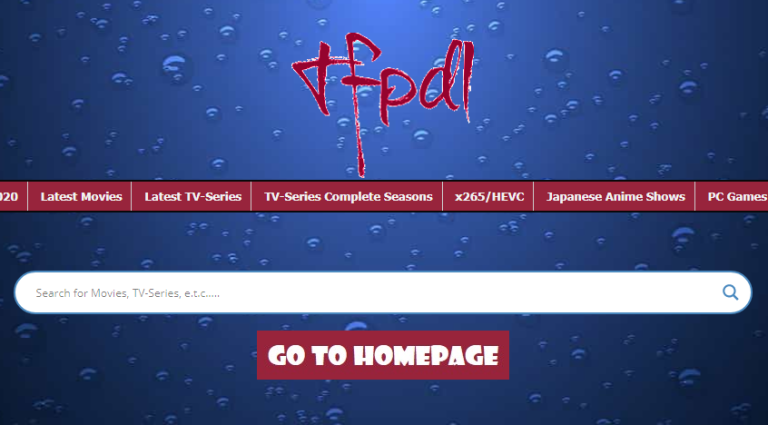 tfpdl
020 Latest Movies Latest TV-Series TV-Series Complete Seasons x265/HEVC Japanese Anime Shows PC Games
Search for Movies, TV-Series, e.t.c.....
GO TO HOMEPAGE